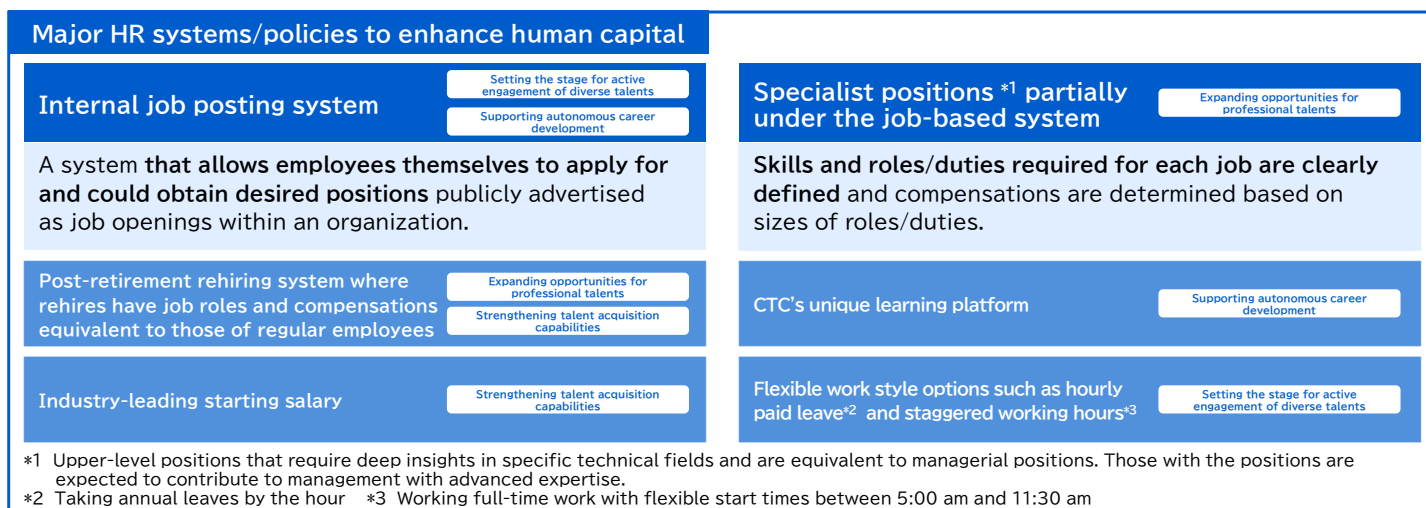 Major HR systems/policies to enhance human capital
Internal job posting system
Setting the stage for active
engagement of diverse talents
Supporting autonomous career
development
A system that allows employees themselves to apply for
and could obtain desired positions publicly advertised
as job openings within an organization.
Post-retirement rehiring system where
rehires have job roles and compensations
equivalent to those of regular employees
Expanding opportunities for
professional talents
Strengthening talent acquisition
capabilities
Industry-leading starting salary
Strengthening talent acquisition
capabilities
Specialist positions *1 partially
under the job-based system
Expanding opportunities for
professional talents
Skills and roles/duties required for each job are clearly
defined and compensations are determined based on
sizes of roles/duties.
CTC's unique learning platform
Supporting autonomous career
development
Flexible work style options such as hourly
paid leave*2 and staggered working hours*3
Setting the stage for active
engagement of diverse talents
*1 Upper-level positions that require deep insights in specific technical fields and are equivalent to managerial positions. Those with the positions are
expected to contribute to management with advanced expertise.
*2 Taking annual leaves by the hour *3 Working full-time work with flexible start times between 5:00 am and 11:30 am